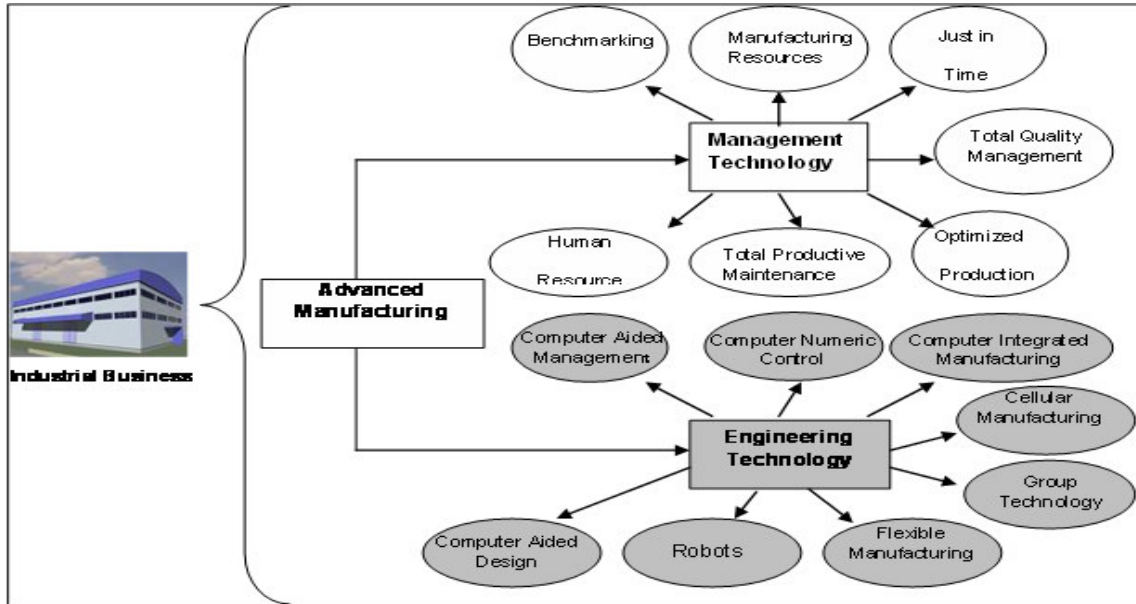 Benchmarking
Manufacturing
Resources
Just in
Time
Management
Technology
Total Quality
Management
Human
Resource
Total Productive
Maintenance
Optimized
Production
Advanced
Manufacturing
Industrial Business
Computer Aided
Management
Computer Numeric
Control
Computer Integrated
Manufacturing
Cellular
Manufacturing
Engineering
Technology
Group
Technology
Computer Aided
Design
Robots
Flexible
Manufacturing